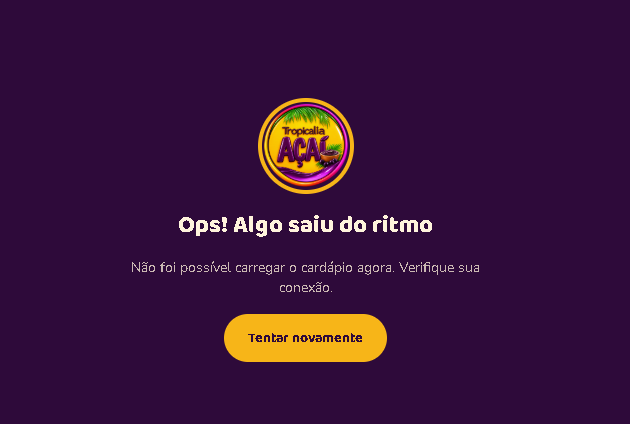 Tropicalia
AÇAÍ
Ops! Algo saiu do ritmo
Não foi possível carregar o cardápio agora. Verifique sua
conexão.
Tentar novamente